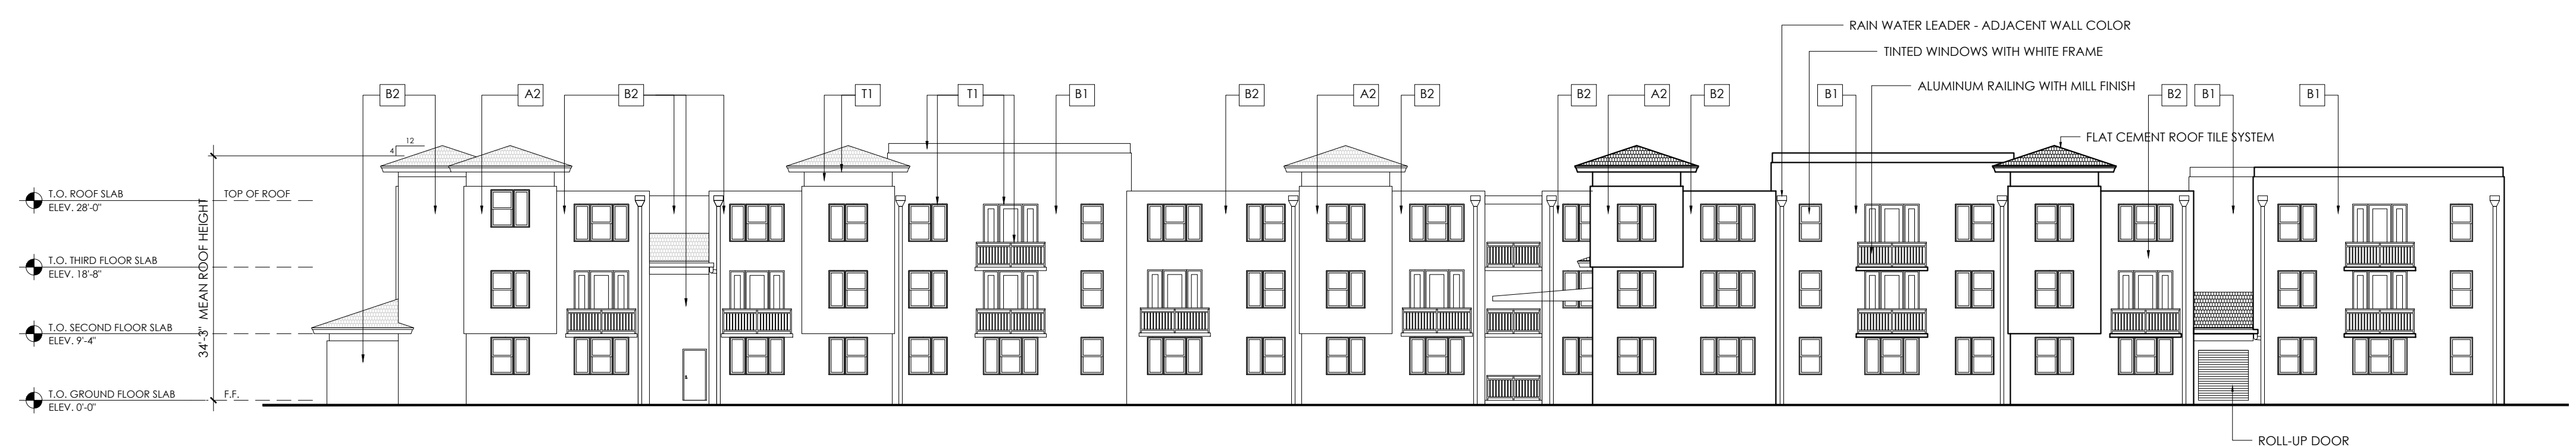 RAIN WATER LEADER - ADJACENT WALL COLOR
TINTED WINDOWS WITH WHITE FRAME
ALUMINUM RAILING WITH MILL FINISH
B2
A2
B2
T1
T1
B1
B2
A2
B2
B2
A2
B2
B1
B2
B1
B1
FLAT CEMENT ROOF TILE SYSTEM
12
4
T.O. ROOF SLAB
ELEV. 28'-0"
TOP OF ROOF
T.O. THIRD FLOOR SLAB
ELEV. 18'-8"
34'-3" MEAN ROOF HEIGHT
T.O. SECOND FLOOR SLAB
ELEV. 9'-4"
T.O. GROUND FLOOR SLAB
ELEV. 0'-0"
F.F.
ROLL-UP DOOR